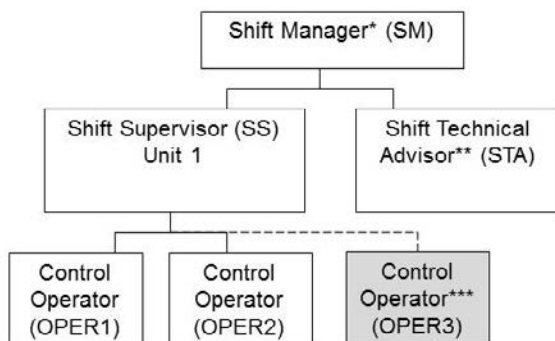 Shift Manager* (SM)
Shift Supervisor (SS)
Unit 1
Shift Technical
Advisor** (STA)
Control
Operator
(OPER1)
Control
Operator
(OPER2)
Control
Operator***
(OPER3)